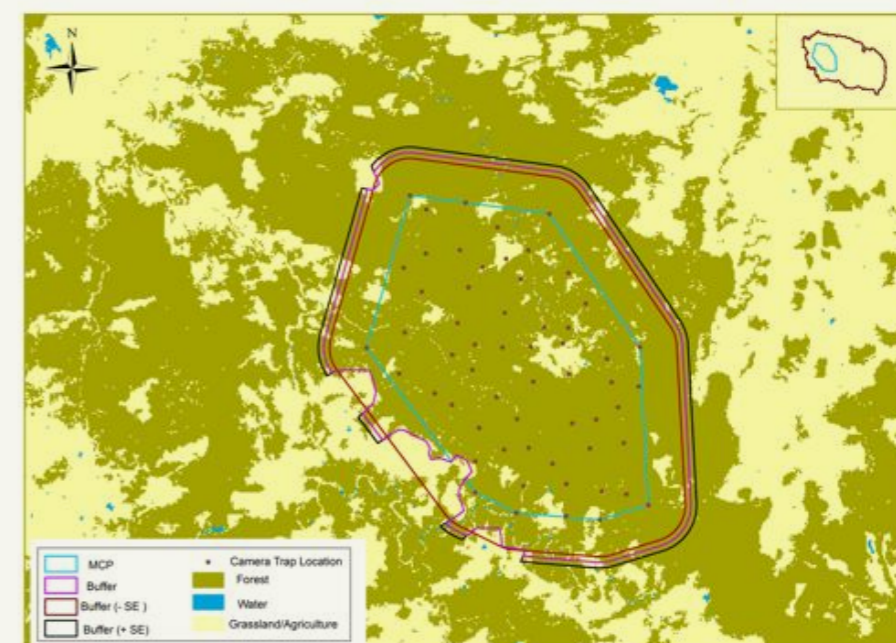 N
MCP
Buffer
Buffer (- SE )
Buffer (+ SE)
Camera Trap Location
Forest
Water
Grassland/Agriculture